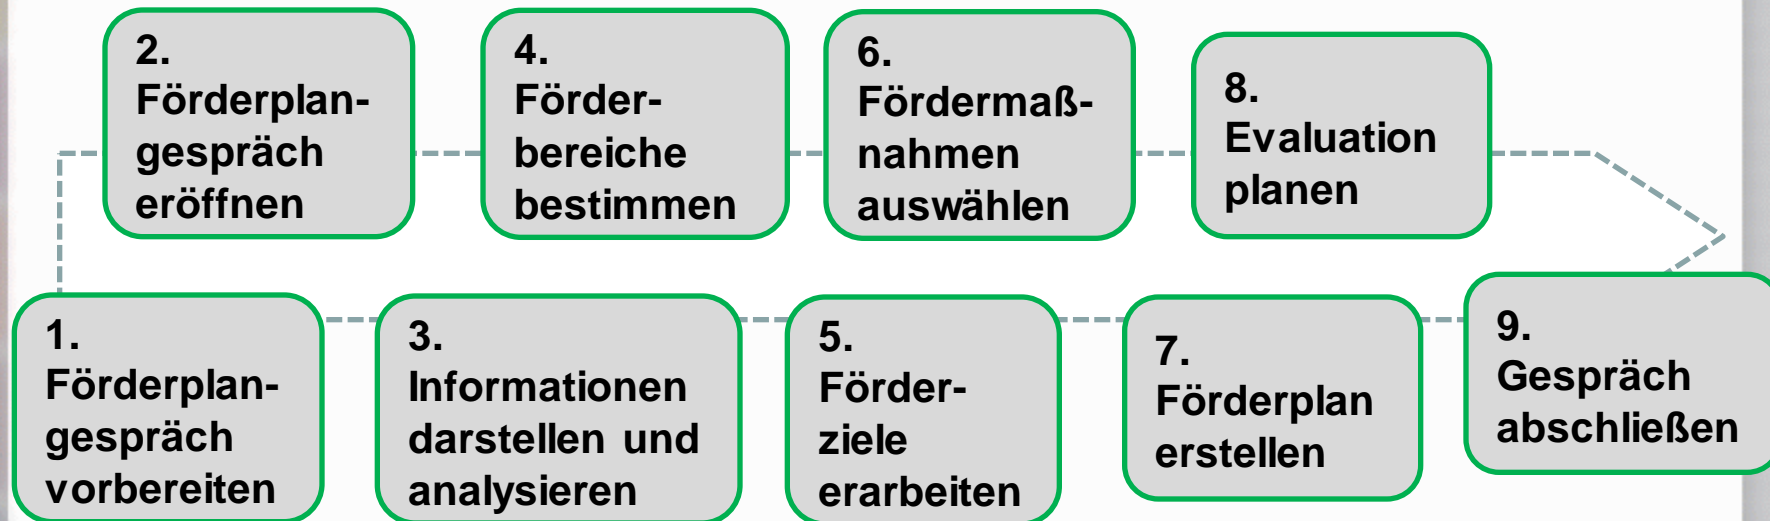 2.
Förderplan-
gespräch
eröffnen
4.
Förder-
bereiche
bestimmen
6.
Fördermaß-
nahmen
auswählen
8.
Evaluation
planen
1.
Förderplan-
gespräch
vorbereiten
3.
Informationen
darstellen und
analysieren
5.
Förder-
ziele
erarbeiten
7.
Förderplan
erstellen
9.
Gespräch
abschließen